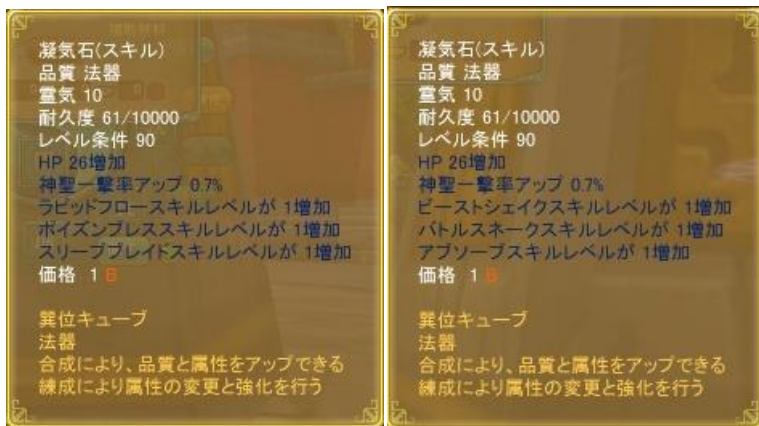 凝気石(スキル)
品質 法器
霊気 10
耐久度 61/10000
レベル条件 90
HP 26増加
神聖一撃率アップ 0.7%
ラピッドフロースキルレベルが 1増加
ポイズンブレススキルレベルが 1増加
スリープブレイドスキルレベルが 1増加
価格 1 B
巽位キューブ
法器
合成により、品質と属性をアップできる
練成により属性の変更と強化を行う
凝気石(スキル)
品質 法器
霊気 10
耐久度 61/10000
レベル条件 90
HP 26増加
神聖一撃率アップ 0.7%
ビーストシェイクスキルレベルが 1増加
バトルスネークスキルレベルが 1増加
アブソーブスキルレベルが 1増加
価格 1 B
巽位キューブ
法器
合成により、品質と属性をアップできる
練成により属性の変更と強化を行う